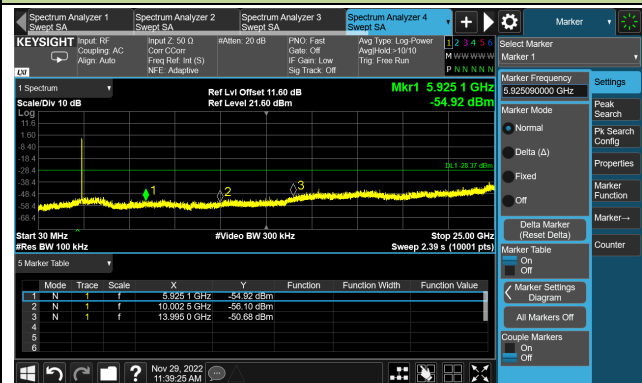 Spectrum Analyzer 1 Spectrum Analyzer 2 Spectrum Analyzer 3 Spectrum Analyzer 4 Marker
Swept SA Swept SA Swept SA Swept SA
KEYSIGHT Input: RF Input Z: 50 Ω #Atten: 20 dB PNO: Fast Avg Type: Log-Power 1 2 3 4 5 6
Coupling: AC Corr CCorr Gate: Off Avg|Hold:>10/10 M W W W W W
Align: Auto Freq Ref: Int (S) IF Gain: Low Trig: Free Run
NFE: Adaptive Sig Track: Off P N N N N N
LXI
Select Marker
Marker 1
1 Spectrum Ref Lvl Offset 11.60 dB Mkr1 5.925 1 GHz
Scale/Div 10 dB Ref Level 21.60 dBm -54.92 dBm
Log
11.6
1.60
-8.40
-18.4
-28.4 DL1 -28.37 dBm
-38.4
-48.4 1 2 3
-58.4
-68.4
Start 30 MHz #Video BW 300 kHz Stop 25.00 GHz
#Res BW 100 kHz Sweep 2.39 s (10001 pts)
5 Marker Table
Mode Trace Scale X Y Function Function Width Function Value
1 N 1 f 5.925 1 GHz -54.92 dBm
2 N 1 f 10.002 5 GHz -56.10 dBm
3 N 1 f 13.995 0 GHz -50.68 dBm
4
5
6
Marker Frequency
5.925090000 GHz
Marker Mode
Normal
Delta (Δ)
Fixed
Off
Delta Marker
(Reset Delta)
Marker Table
On
Off
Marker Settings
Diagram
All Markers Off
Couple Markers
On
Off
Settings
Peak
Search
Pk Search
Config
Properties
Marker
Function
Marker→
Counter
? Nov 29, 2022
11:39:25 AM